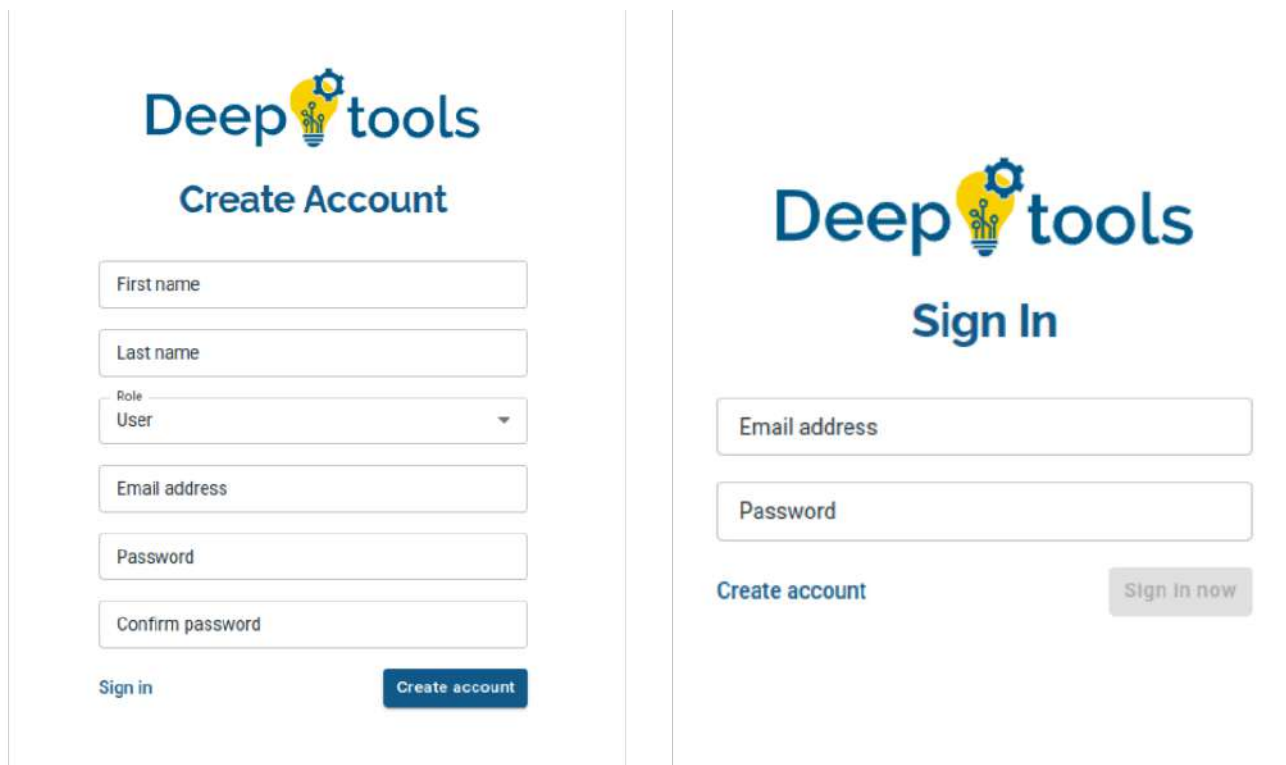 Deep tools
Create Account
First name
Last name
Role
User
Email address
Password
Confirm password
Sign in
Create account
Deep tools
Sign In
Email address
Password
Create account
Sign in now